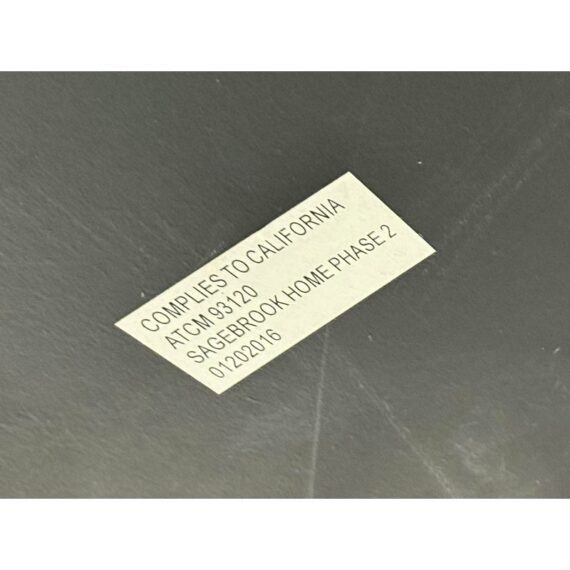 COMPLIES TO CALIFORNIA
ATCM 93120
SAGEBROOK HOME PHASE 2
01202016